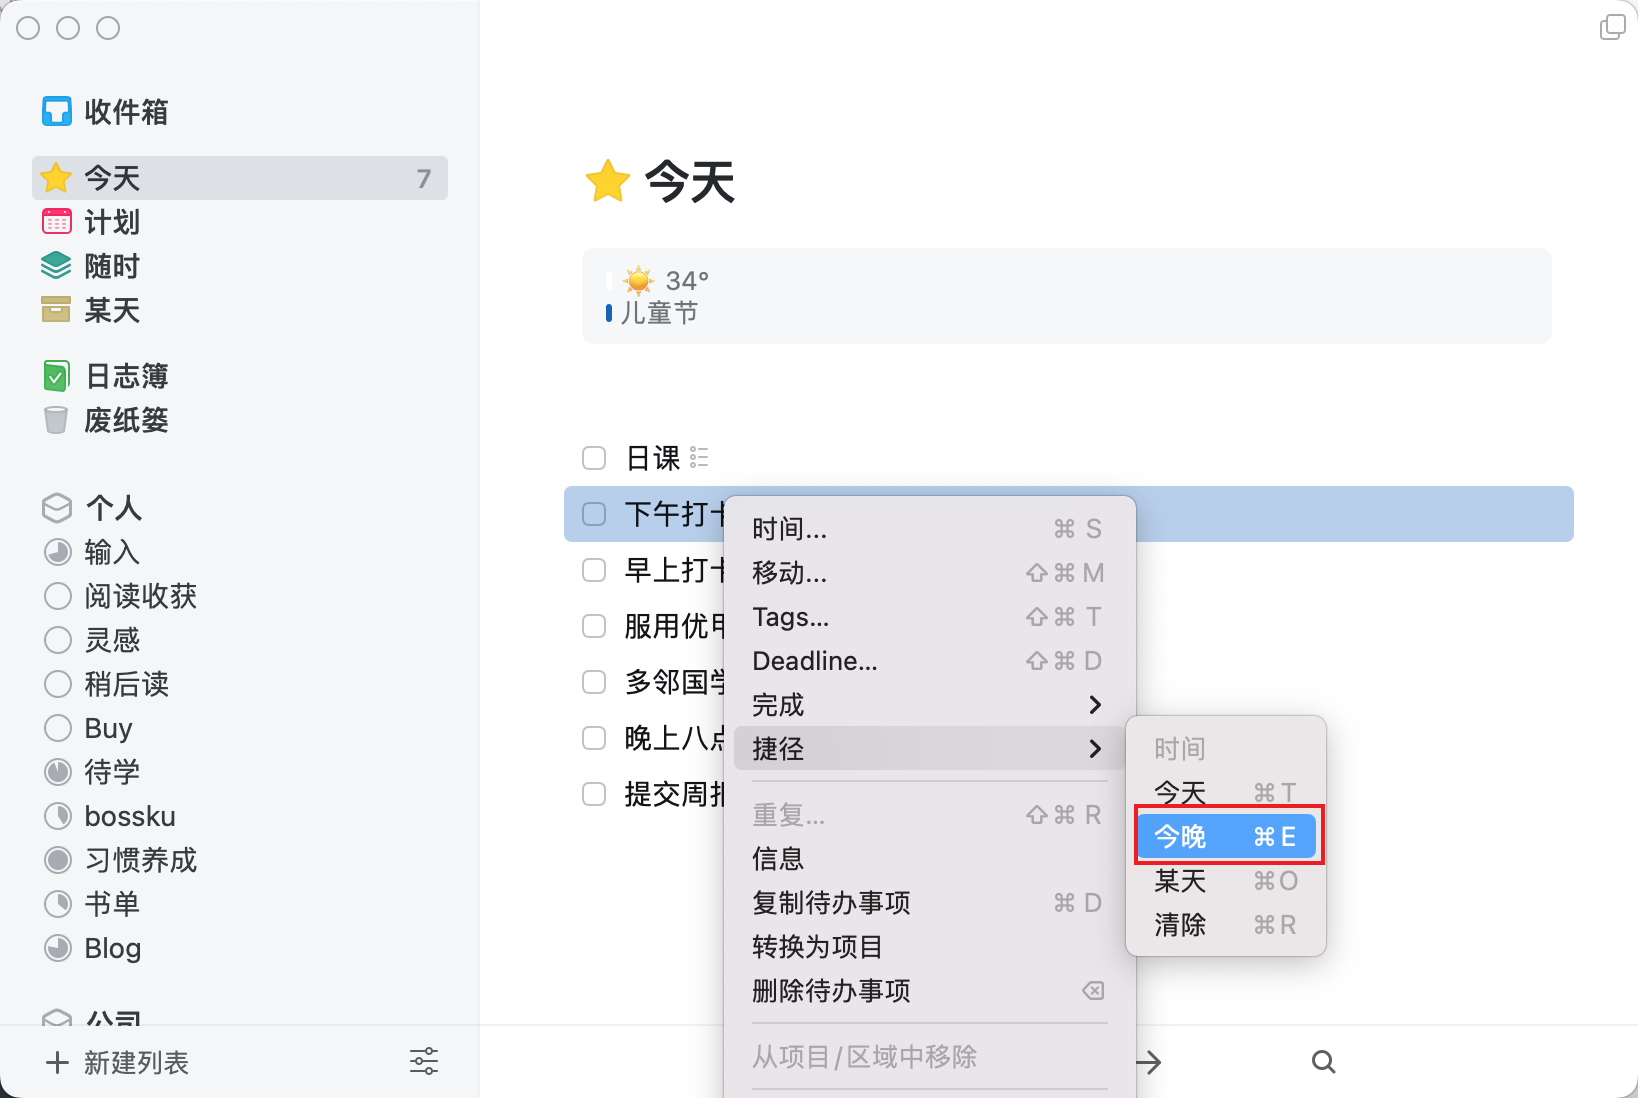 收件箱
今天 7
计划
随时
某天
日志簿
废纸篓
个人
输入
阅读收获
灵感
稍后读
Buy
待学
bossku
习惯养成
书单
Blog
公司
新建列表
今天
34°
儿童节
日课
下午打卡
早上打卡
服用优甲
多邻国学
晚上八点
提交周报
时间... ⌘ S
移动... ⇧⌘ M
Tags... ⇧⌘ T
Deadline... ⇧⌘ D
完成
捷径
重复... ⇧⌘ R
信息
复制待办事项 ⌘ D
转换为项目
删除待办事项
从项目/区域中移除
时间
今天 ⌘T
今晚 ⌘E
某天 ⌘O
清除 ⌘R